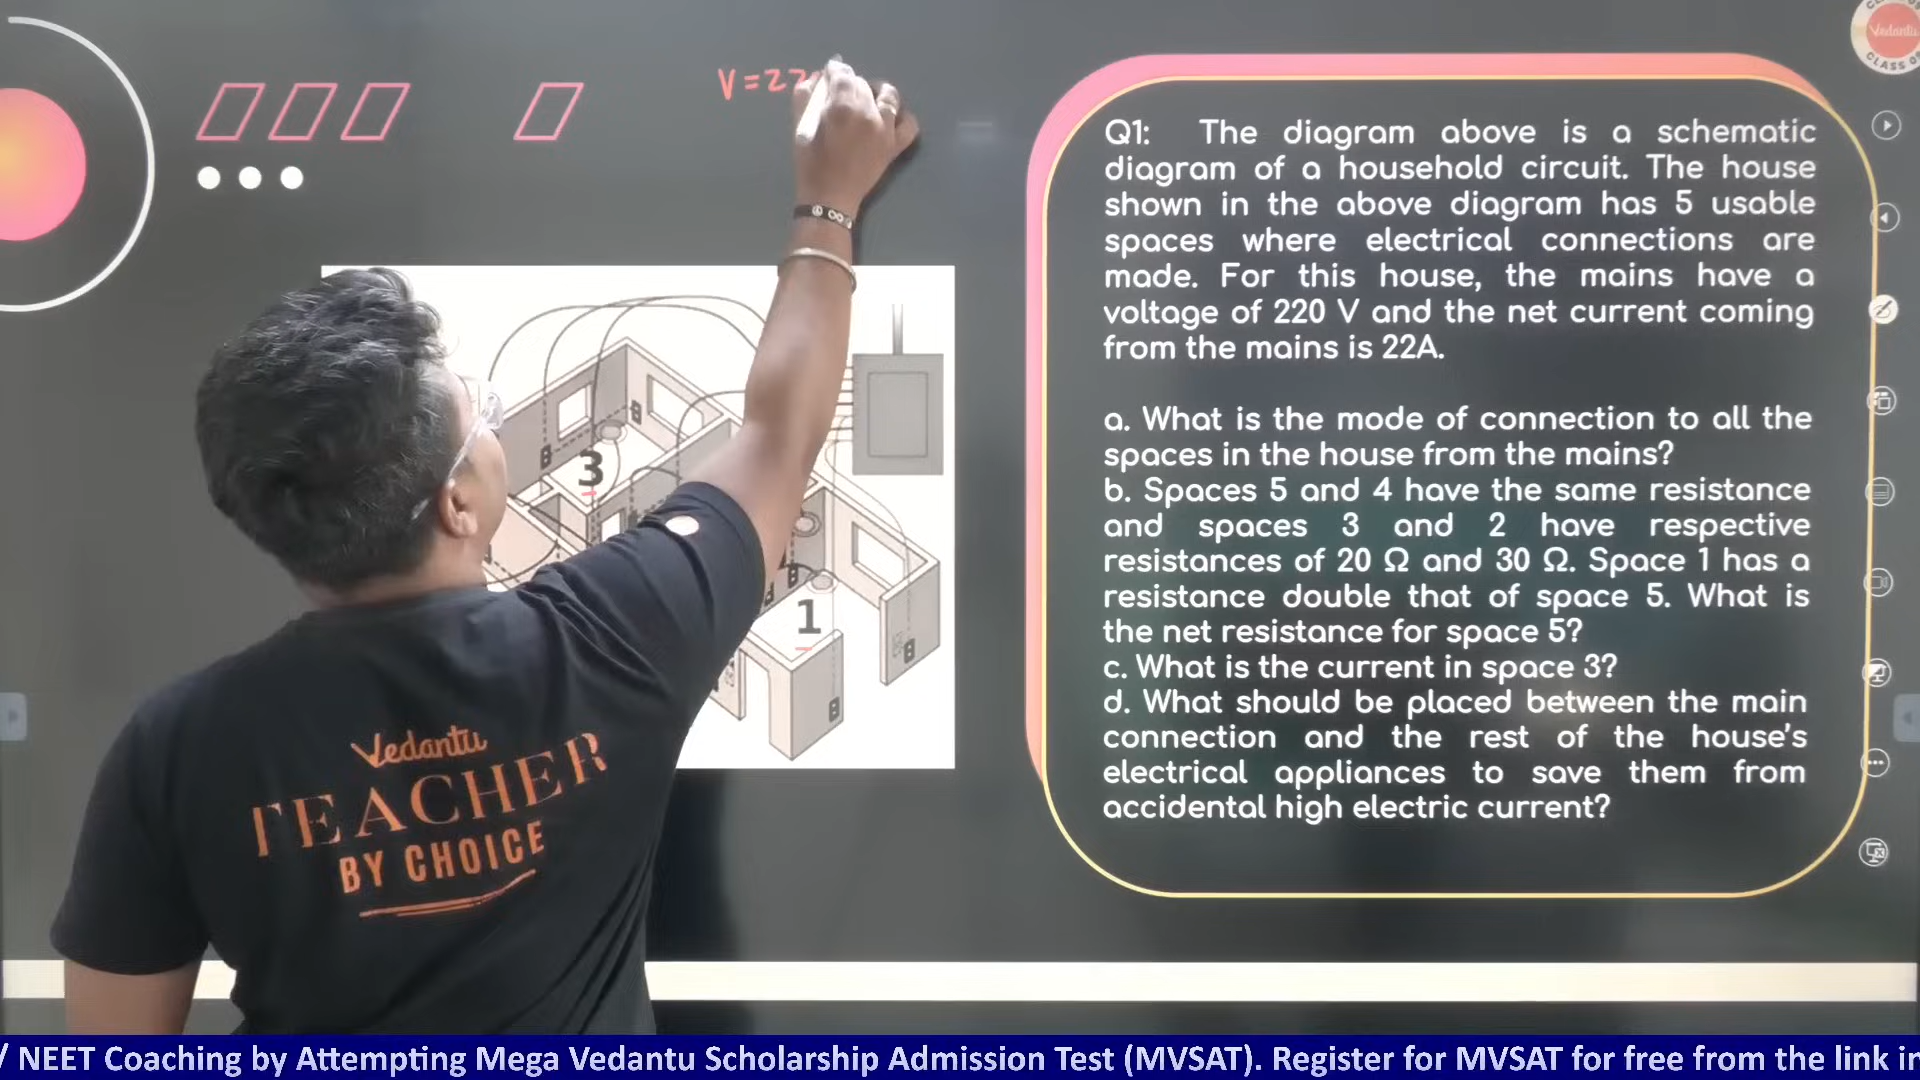 V=22
CLASS
Vedantu
CLASS
Q1: The diagram above is a schematic
diagram of a household circuit. The house
shown in the above diagram has 5 usable
spaces where electrical connections are
made. For this house, the mains have a
voltage of 220 V and the net current coming
from the mains is 22A.
a. What is the mode of connection to all the
spaces in the house from the mains?
b. Spaces 5 and 4 have the same resistance
and spaces 3 and 2 have respective
resistances of 20 Ω and 30 Ω. Space 1 has a
resistance double that of space 5. What is
the net resistance for space 5?
c. What is the current in space 3?
d. What should be placed between the main
connection and the rest of the house's
electrical appliances to save them from
accidental high electric current?
3
1
Vedantu
TEACHER
BY CHOICE
/ NEET Coaching by Attempting Mega Vedantu Scholarship Admission Test (MVSAT). Register for MVSAT for free from the link in